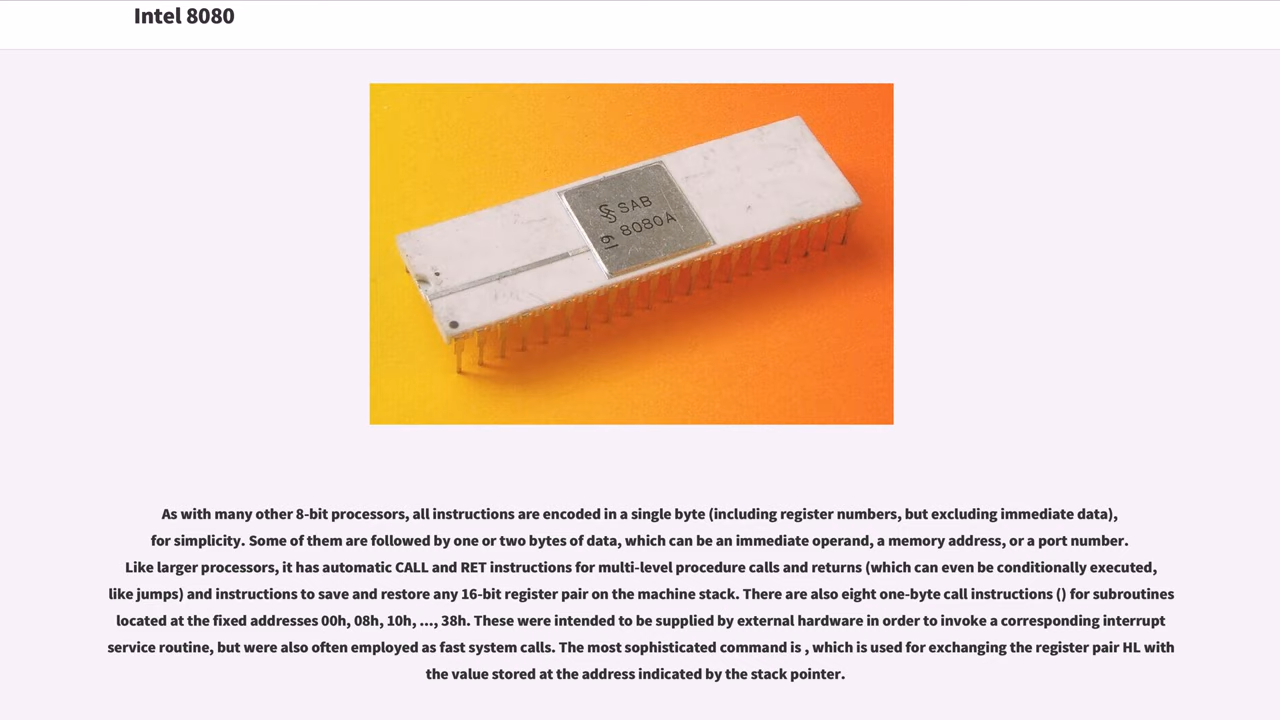 Intel 8080
SAB
8080A
19
As with many other 8-bit processors, all instructions are encoded in a single byte (including register numbers, but excluding immediate data),
for simplicity. Some of them are followed by one or two bytes of data, which can be an immediate operand, a memory address, or a port number.
Like larger processors, it has automatic CALL and RET instructions for multi-level procedure calls and returns (which can even be conditionally executed,
like jumps) and instructions to save and restore any 16-bit register pair on the machine stack. There are also eight one-byte call instructions () for subroutines
located at the fixed addresses 00h, 08h, 10h, ..., 38h. These were intended to be supplied by external hardware in order to invoke a corresponding interrupt
service routine, but were also often employed as fast system calls. The most sophisticated command is , which is used for exchanging the register pair HL with
the value stored at the address indicated by the stack pointer.